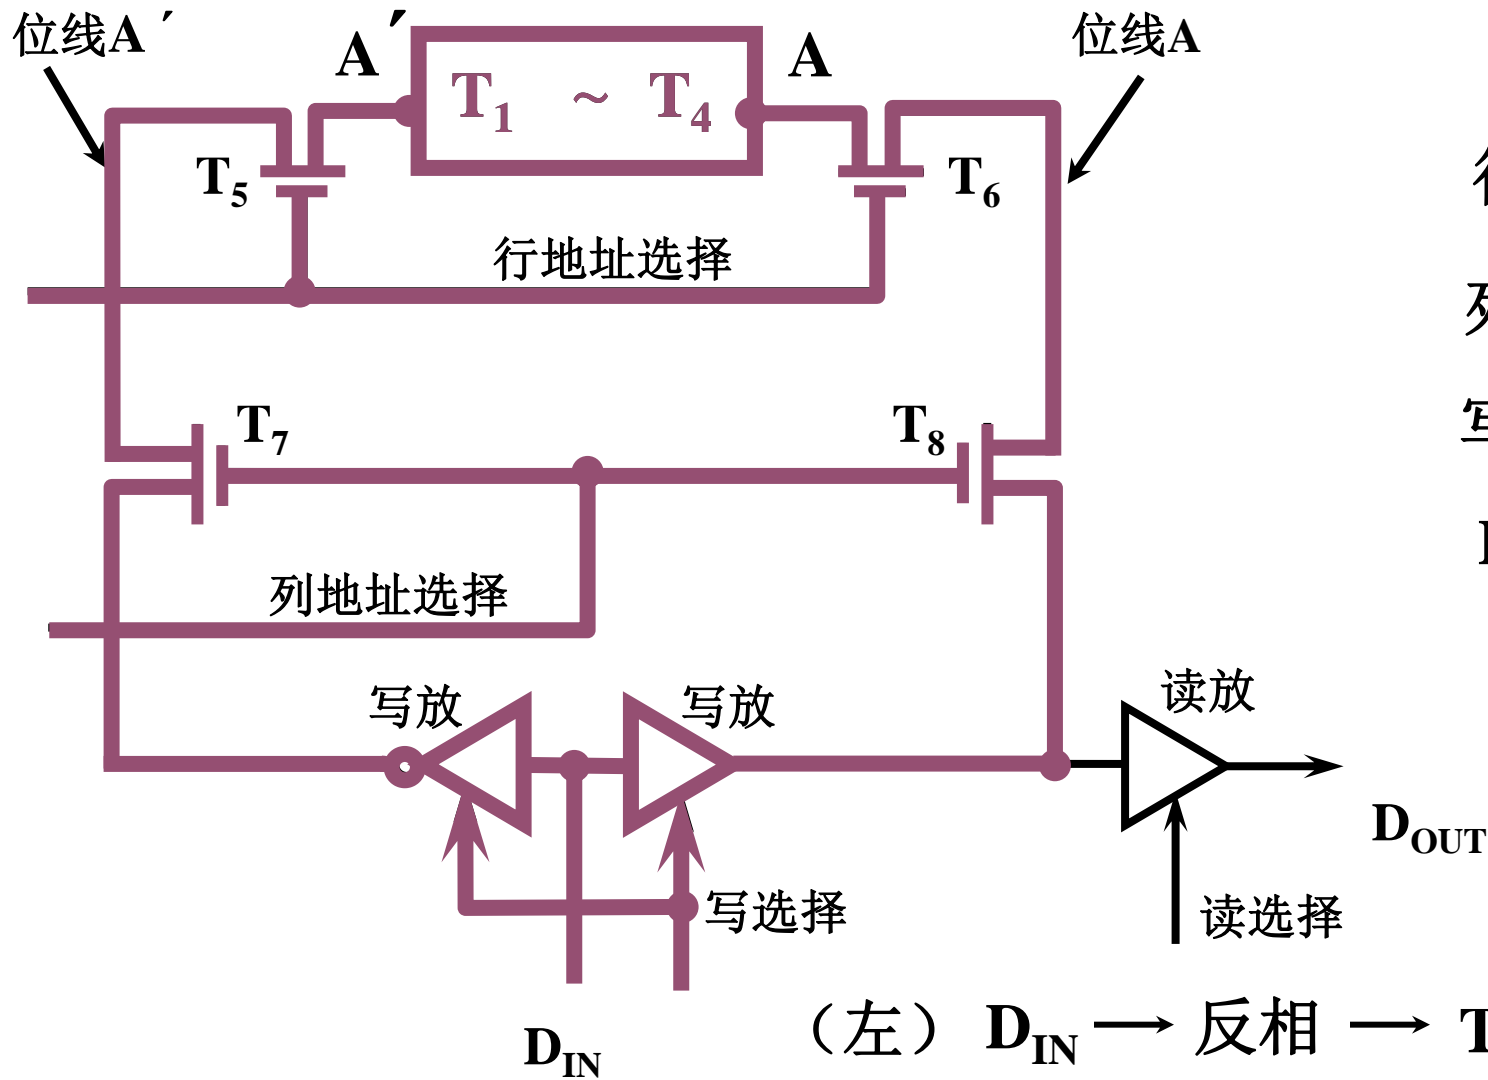 位线A′
A′
A
位线A
T1 ~ T4
T5
T6
行地址选择
T7
T8
列地址选择
写放
写放
读放
DOUT
写选择
读选择
DIN
（左） DIN → 反相 → T